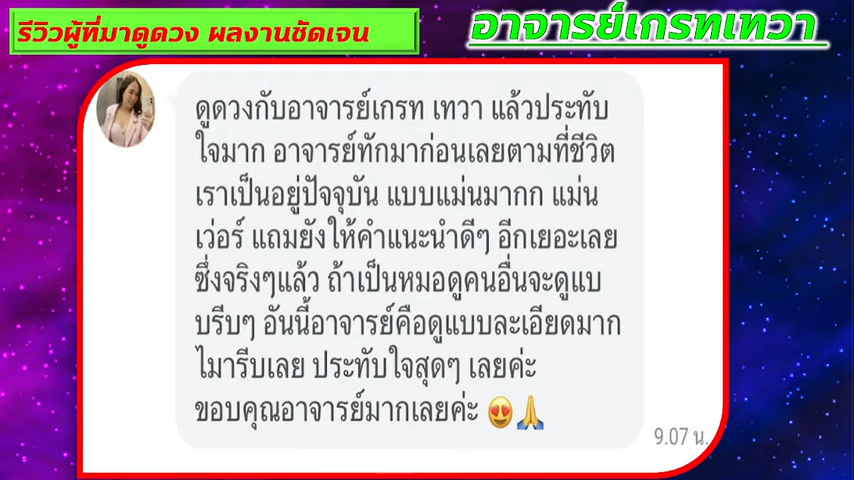 รีวิวผู้ที่มาดูดวง ผลงานชัดเจน
อาจารย์เกรทเทวา
ดูดวงกับอาจารย์เกรท เทวา แล้วประทับ
ใจมาก อาจารย์ทักมาก่อนเลยตามที่ชีวิต
เราเป็นอยู่ปัจจุบัน แบบแม่นมากก แม่น
เว่อร์ แถมยังให้คำแนะนำดีๆ อีกเยอะเลย
ซึ่งจริงๆแล้ว ถ้าเป็นหมอดูคนอื่นจะดูแบ
บรีบๆ อันนี้อาจารย์คือดูแบบละเอียดมาก
ไมารีบเลย ประทับใจสุดๆ เลยค่ะ
ขอบคุณอาจารย์มากเลยค่ะ 😍🙏
9.07 น.